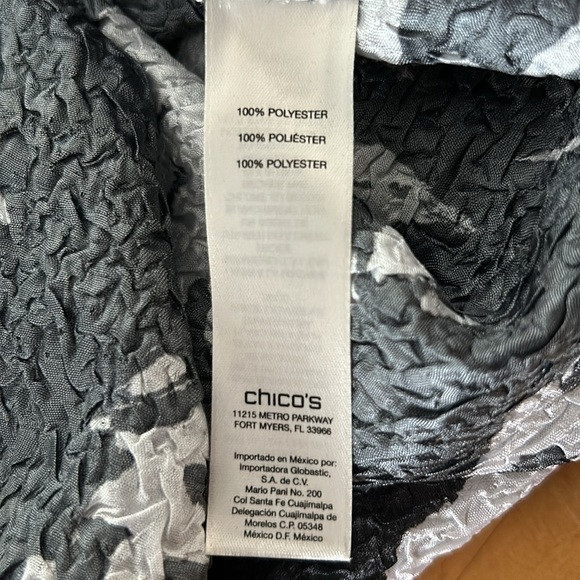 100% POLYESTER
100% POLIÉSTER
100% POLYESTER
chico's
11215 METRO PARKWAY
FORT MYERS, FL 33966
Importado en México por:
Importadora Globastic,
S.A. de C.V.
Mario Pani No. 200
Col Santa Fe Cuajimalpa
Delegación Cuajimalpa de
Morelos C.P. 05348
México D.F. México